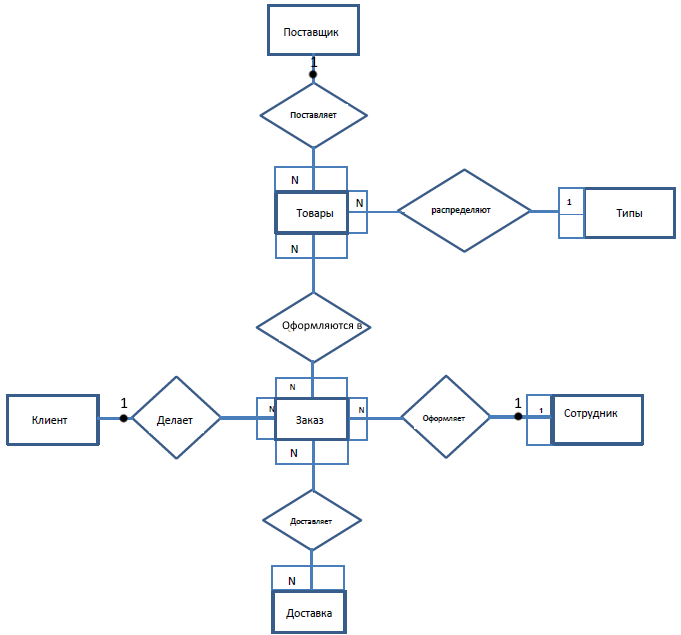 Поставщик
1
Поставляет
N
Товары
N
распределяют
1
Типы
N
Оформляются в
N
Клиент
1
Делает
N
Заказ
N
Оформляет
1
1
Сотрудник
N
Доставляет
N
Доставка